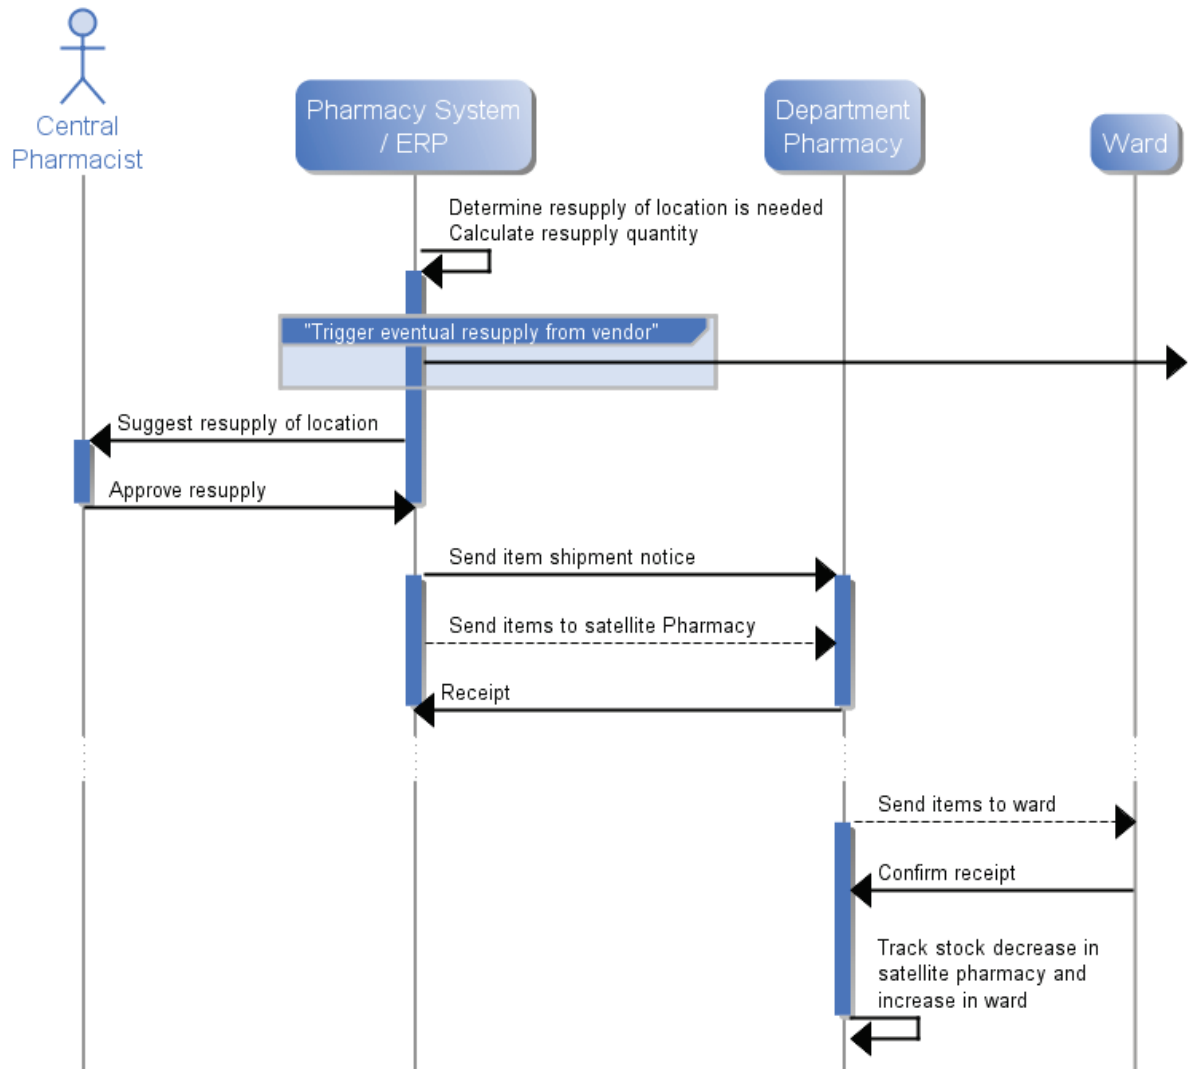 Central
Pharmacist
Pharmacy System
/ ERP
Department
Pharmacy
Ward
Determine resupply of location is needed
Calculate resupply quantity
"Trigger eventual resupply from vendor"
Suggest resupply of location
Approve resupply
Send item shipment notice
Send items to satellite Pharmacy
Receipt
Send items to ward
Confirm receipt
Track stock decrease in
satellite pharmacy and
increase in ward